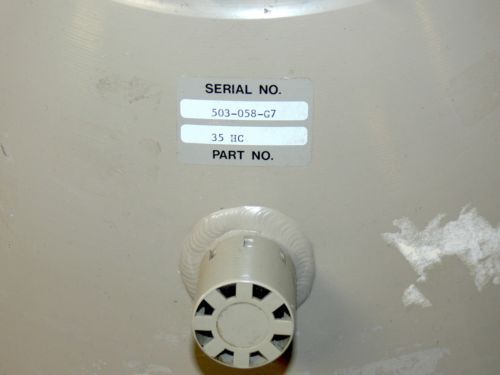 SERIAL NO.
503-058-G7
35 HC
PART NO.